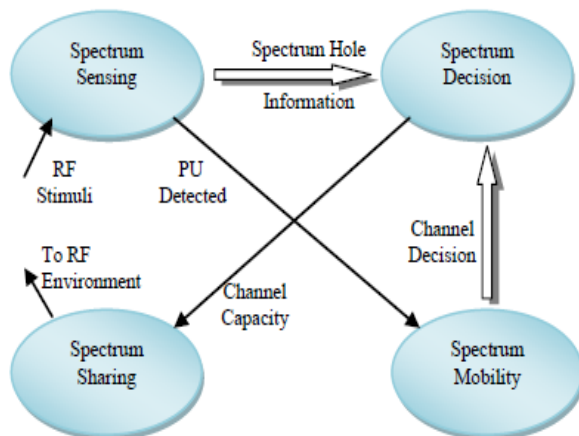 Spectrum
Sensing
Spectrum Hole
Information
Spectrum
Decision
RF
Stimuli
PU
Detected
To RF
Environment
Channel
Capacity
Channel
Decision
Spectrum
Sharing
Spectrum
Mobility